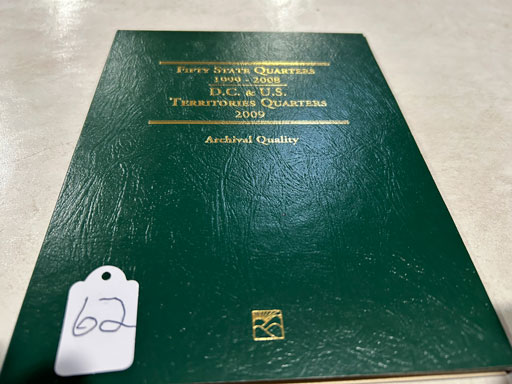 Fifty State Quarters
1999 - 2008
D.C. & U.S.
Territories Quarters
2009
Archival Quality
62